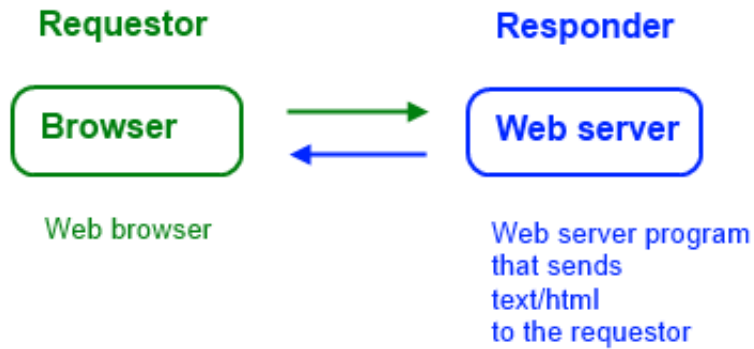 Requestor
Responder
Browser
Web server
Web browser
Web server program
that sends
text/html
to the requestor